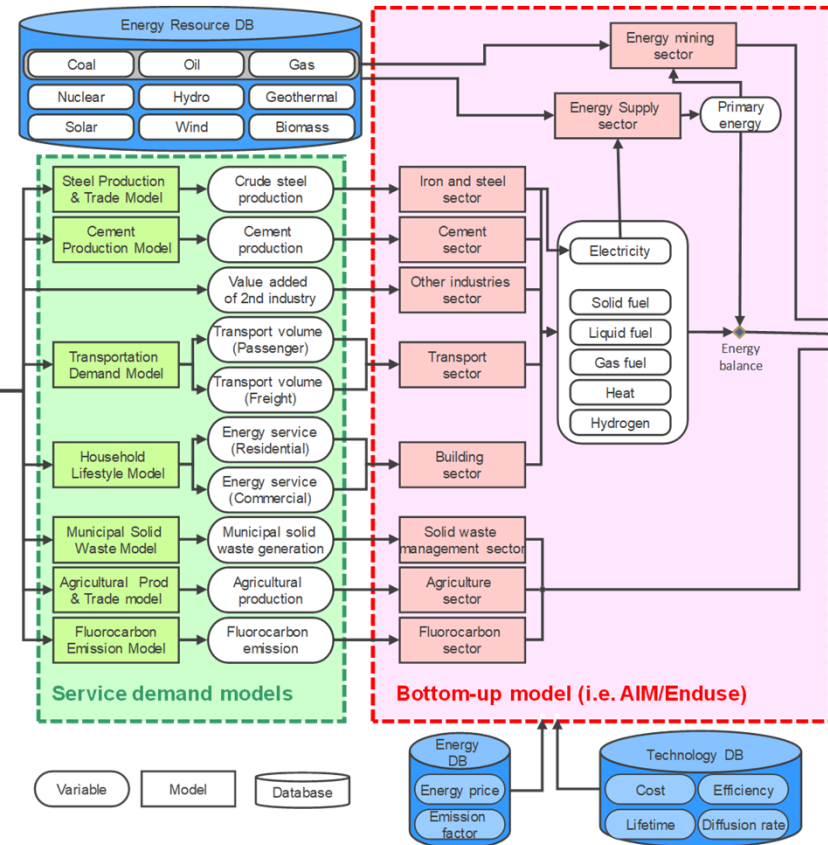 Energy Resource DB
Coal
Oil
Gas
Nuclear
Hydro
Geothermal
Solar
Wind
Biomass
Energy mining
sector
Energy Supply
sector
Primary
energy
Steel Production
& Trade Model
Crude steel
production
Iron and steel
sector
Cement
Production Model
Cement
production
Cement
sector
Value added
of 2nd industry
Other industries
sector
Transportation
Demand Model
Transport volume
(Passenger)
Transport volume
(Freight)
Transport
sector
Household
Lifestyle Model
Energy service
(Residential)
Energy service
(Commercial)
Building
sector
Municipal Solid
Waste Model
Municipal solid
waste generation
Solid waste
management sector
Agricultural Prod
& Trade model
Agricultural
production
Agriculture
sector
Fluorocarbon
Emission Model
Fluorocarbon
emission
Fluorocarbon
sector
Electricity
Solid fuel
Liquid fuel
Gas fuel
Heat
Hydrogen
Energy
balance
Service demand models
Bottom-up model (i.e. AIM/Enduse)
Variable
Model
Database
Energy
DB
Energy price
Emission
factor
Technology DB
Cost
Efficiency
Lifetime
Diffusion rate